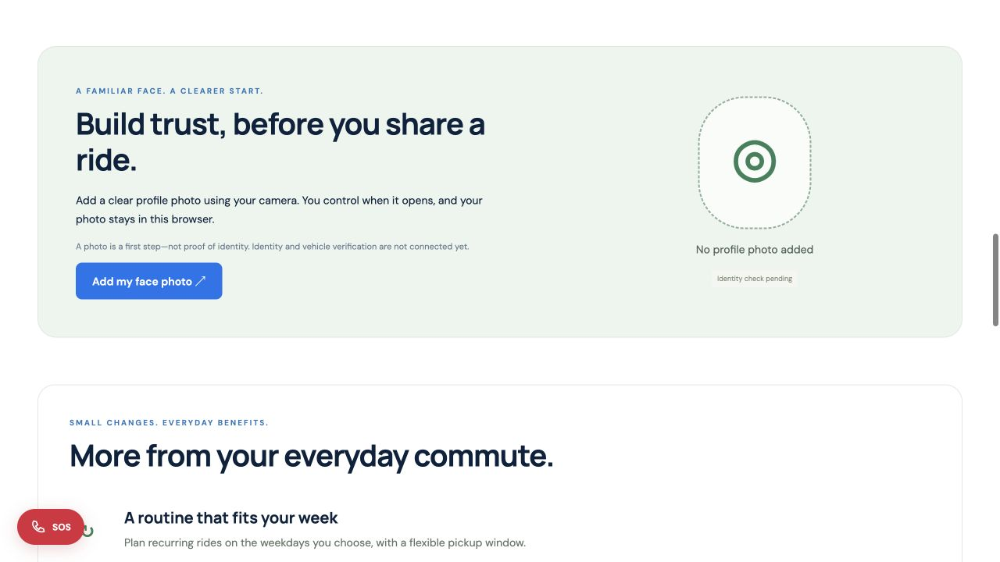 A FAMILIAR FACE. A CLEARER START.
Build trust, before you share a
ride.
Add a clear profile photo using your camera. You control when it opens, and your
photo stays in this browser.
A photo is a first step—not proof of identity. Identity and vehicle verification are not connected yet.
Add my face photo ↗
No profile photo added
Identity check pending
SMALL CHANGES. EVERYDAY BENEFITS.
More from your everyday commute.
A routine that fits your week
Plan recurring rides on the weekdays you choose, with a flexible pickup window.
SOS